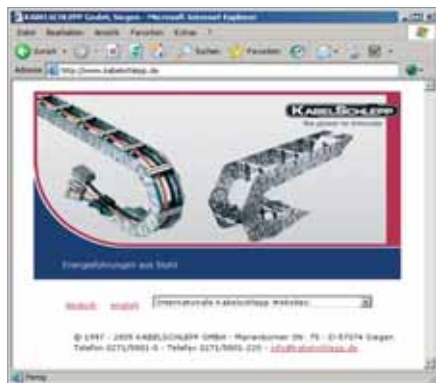 KABELSCHLEPP GmbH, Siegen - Microsoft Internet Explorer
Datei Bearbeiten Ansicht Favoriten Extras ?
Zurück Suchen Favoriten
Adresse http://www.kabelschlepp.de
KABELSCHLEPP
Energieführungen aus Stahl
deutsch english Internationale Kabelschlepp Websites:
© 1997 - 2005 KABELSCHLEPP GmbH - Marienborner Str. 75 - D-57074 Siegen
Telefon 0271/5801-0 - Telefax 0271/5801-220 - info@kabelschlepp.de
Fertig